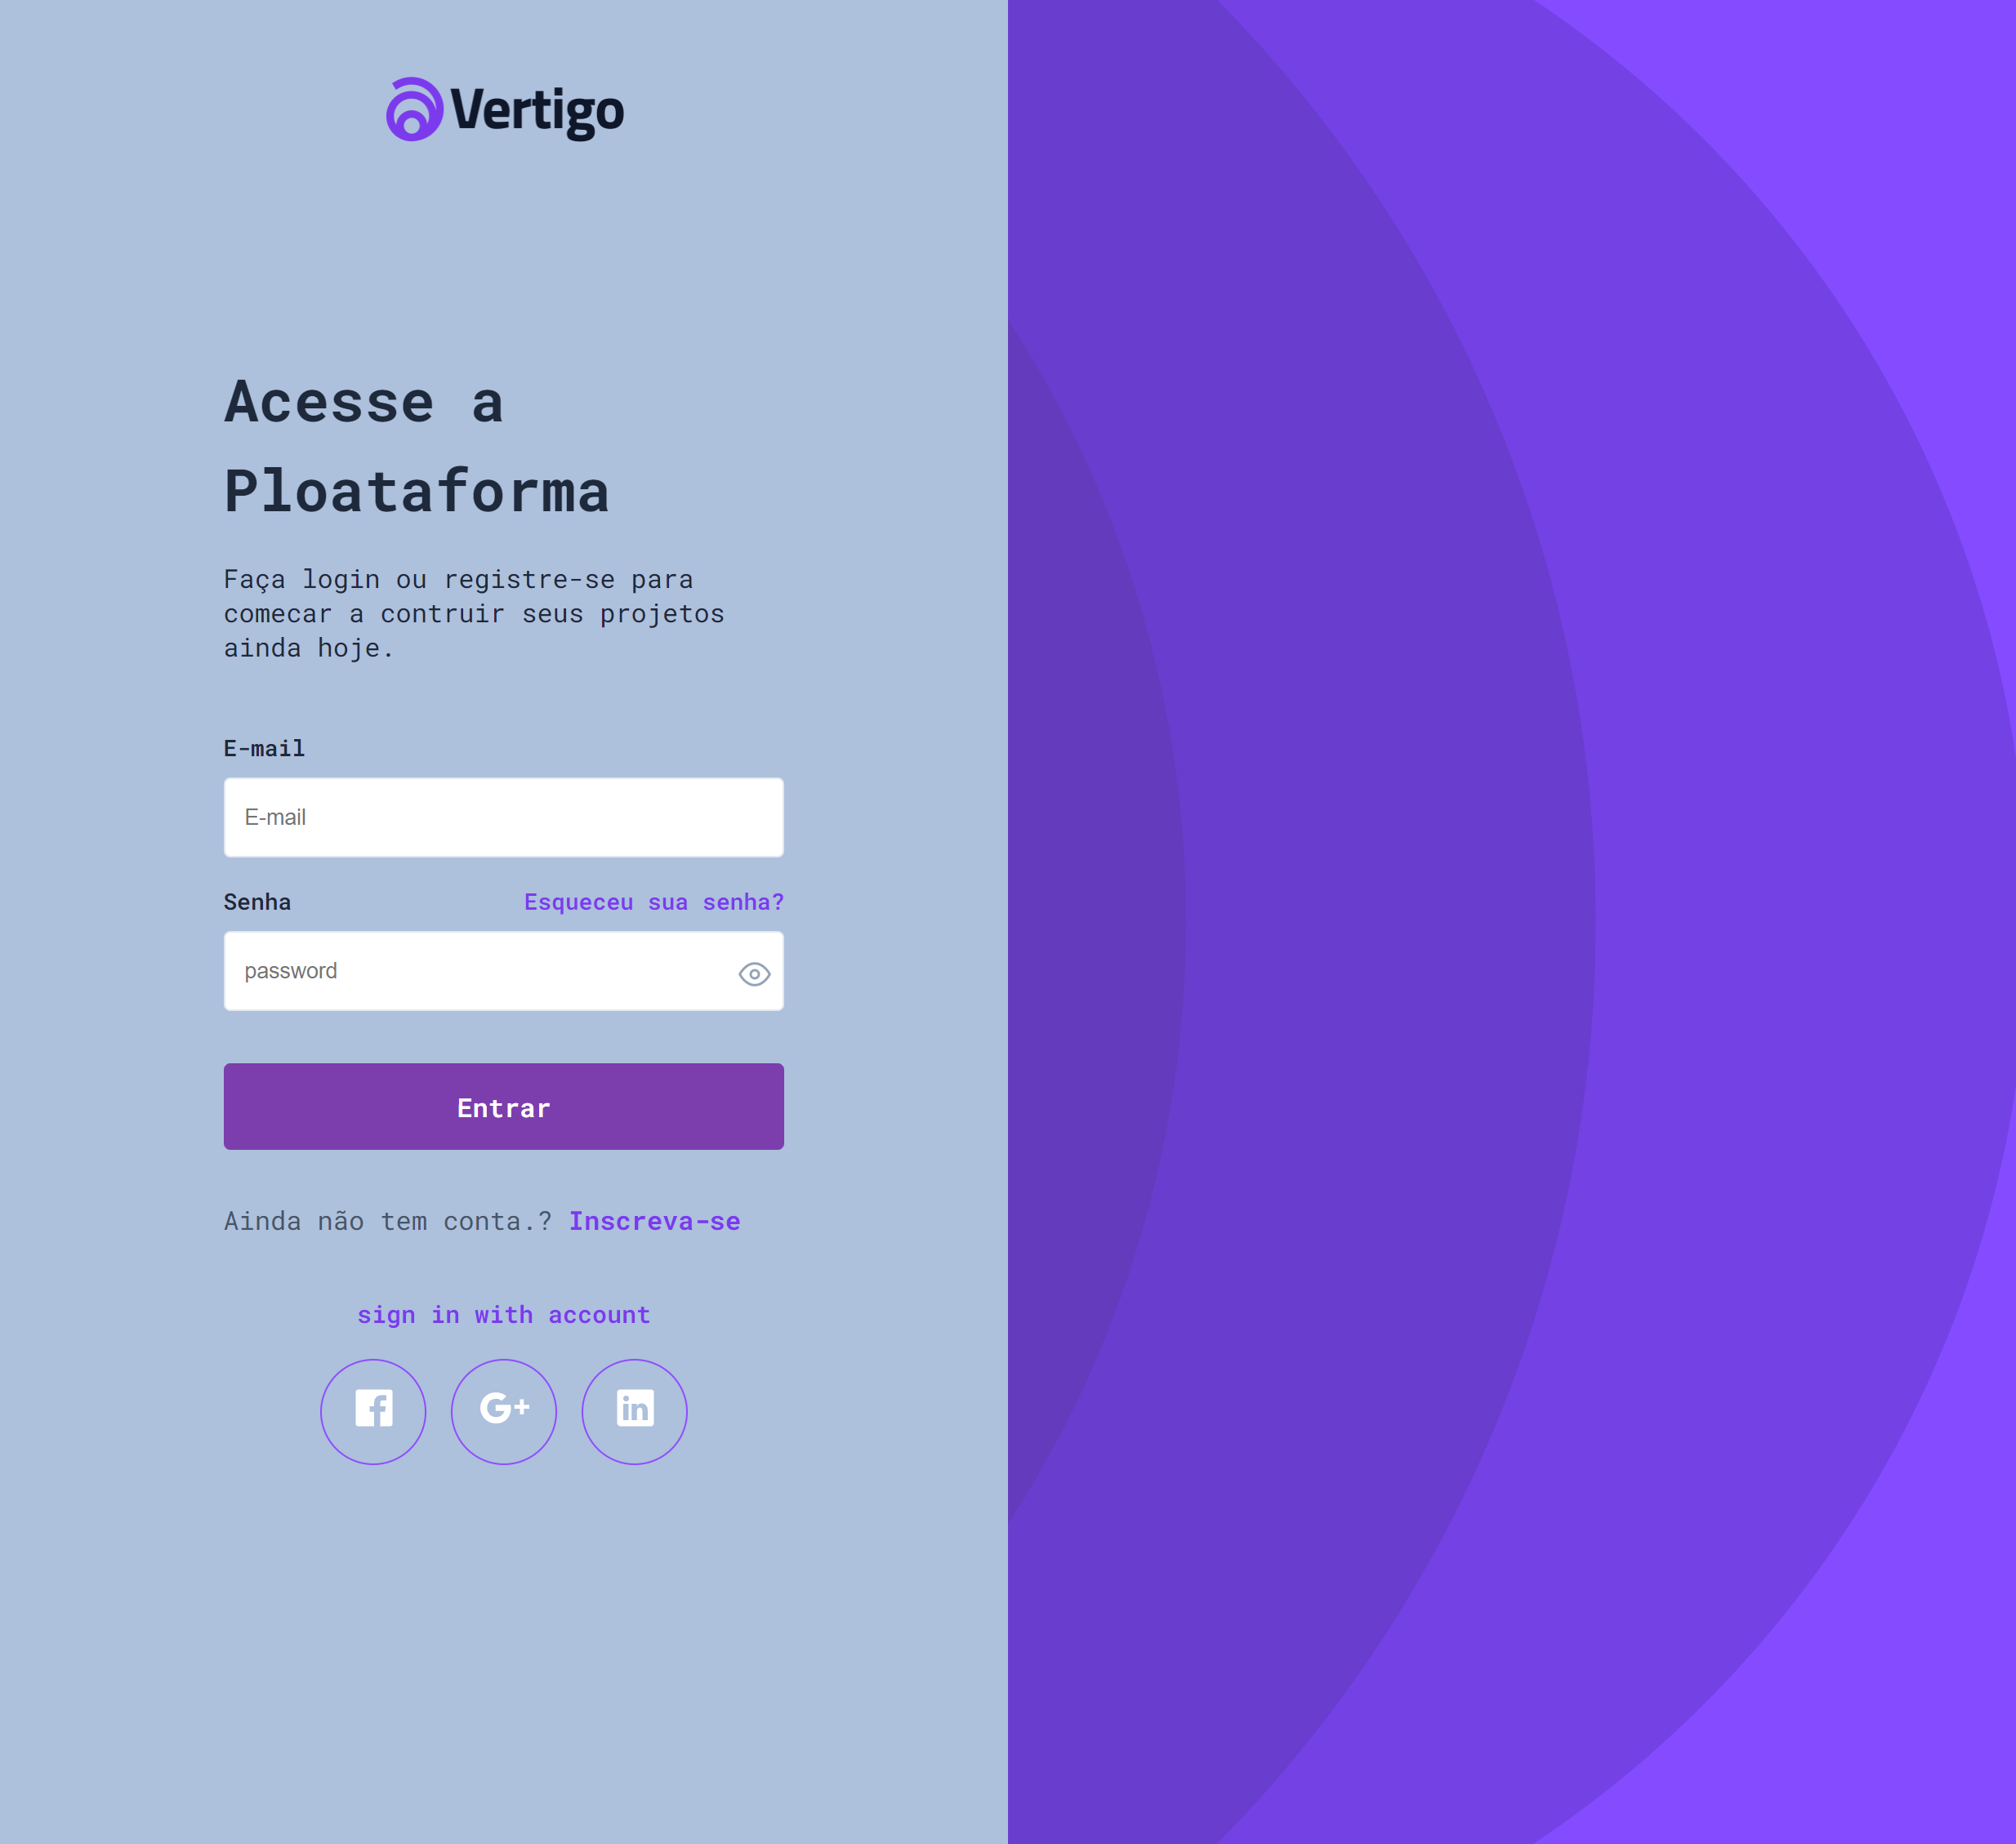 Vertigo
Acesse a
Ploataforma
Faça login ou registre-se para
comecar a contruir seus projetos
ainda hoje.
E-mail
E-mail
Senha Esqueceu sua senha?
password
Entrar
Ainda não tem conta.? Inscreva-se
sign in with account
f G+ in